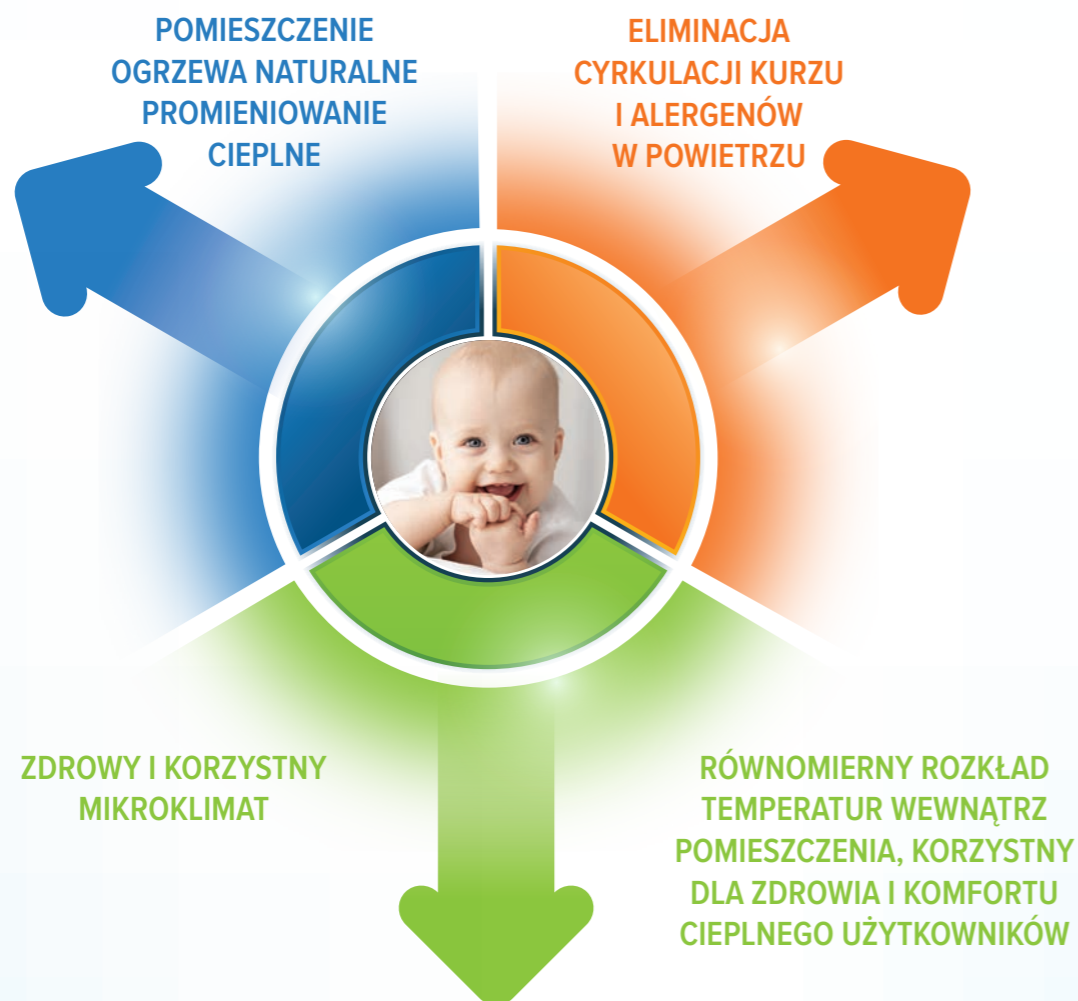 POMIESZCZENIE
OGRZEWA NATURALNE
PROMIENIOWANIE
CIEPLNE
ELIMINACJA
CYRKULACJI KURZU
I ALERGENÓW
W POWIETRZU
ZDROWY I KORZYSTNY
MIKROKLIMAT
RÓWNOMIERNY ROZKŁAD
TEMPERATUR WEWNĄTRZ
POMIESZCZENIA, KORZYSTNY
DLA ZDROWIA I KOMFORTU
CIEPLNEGO UŻYTKOWNIKÓW